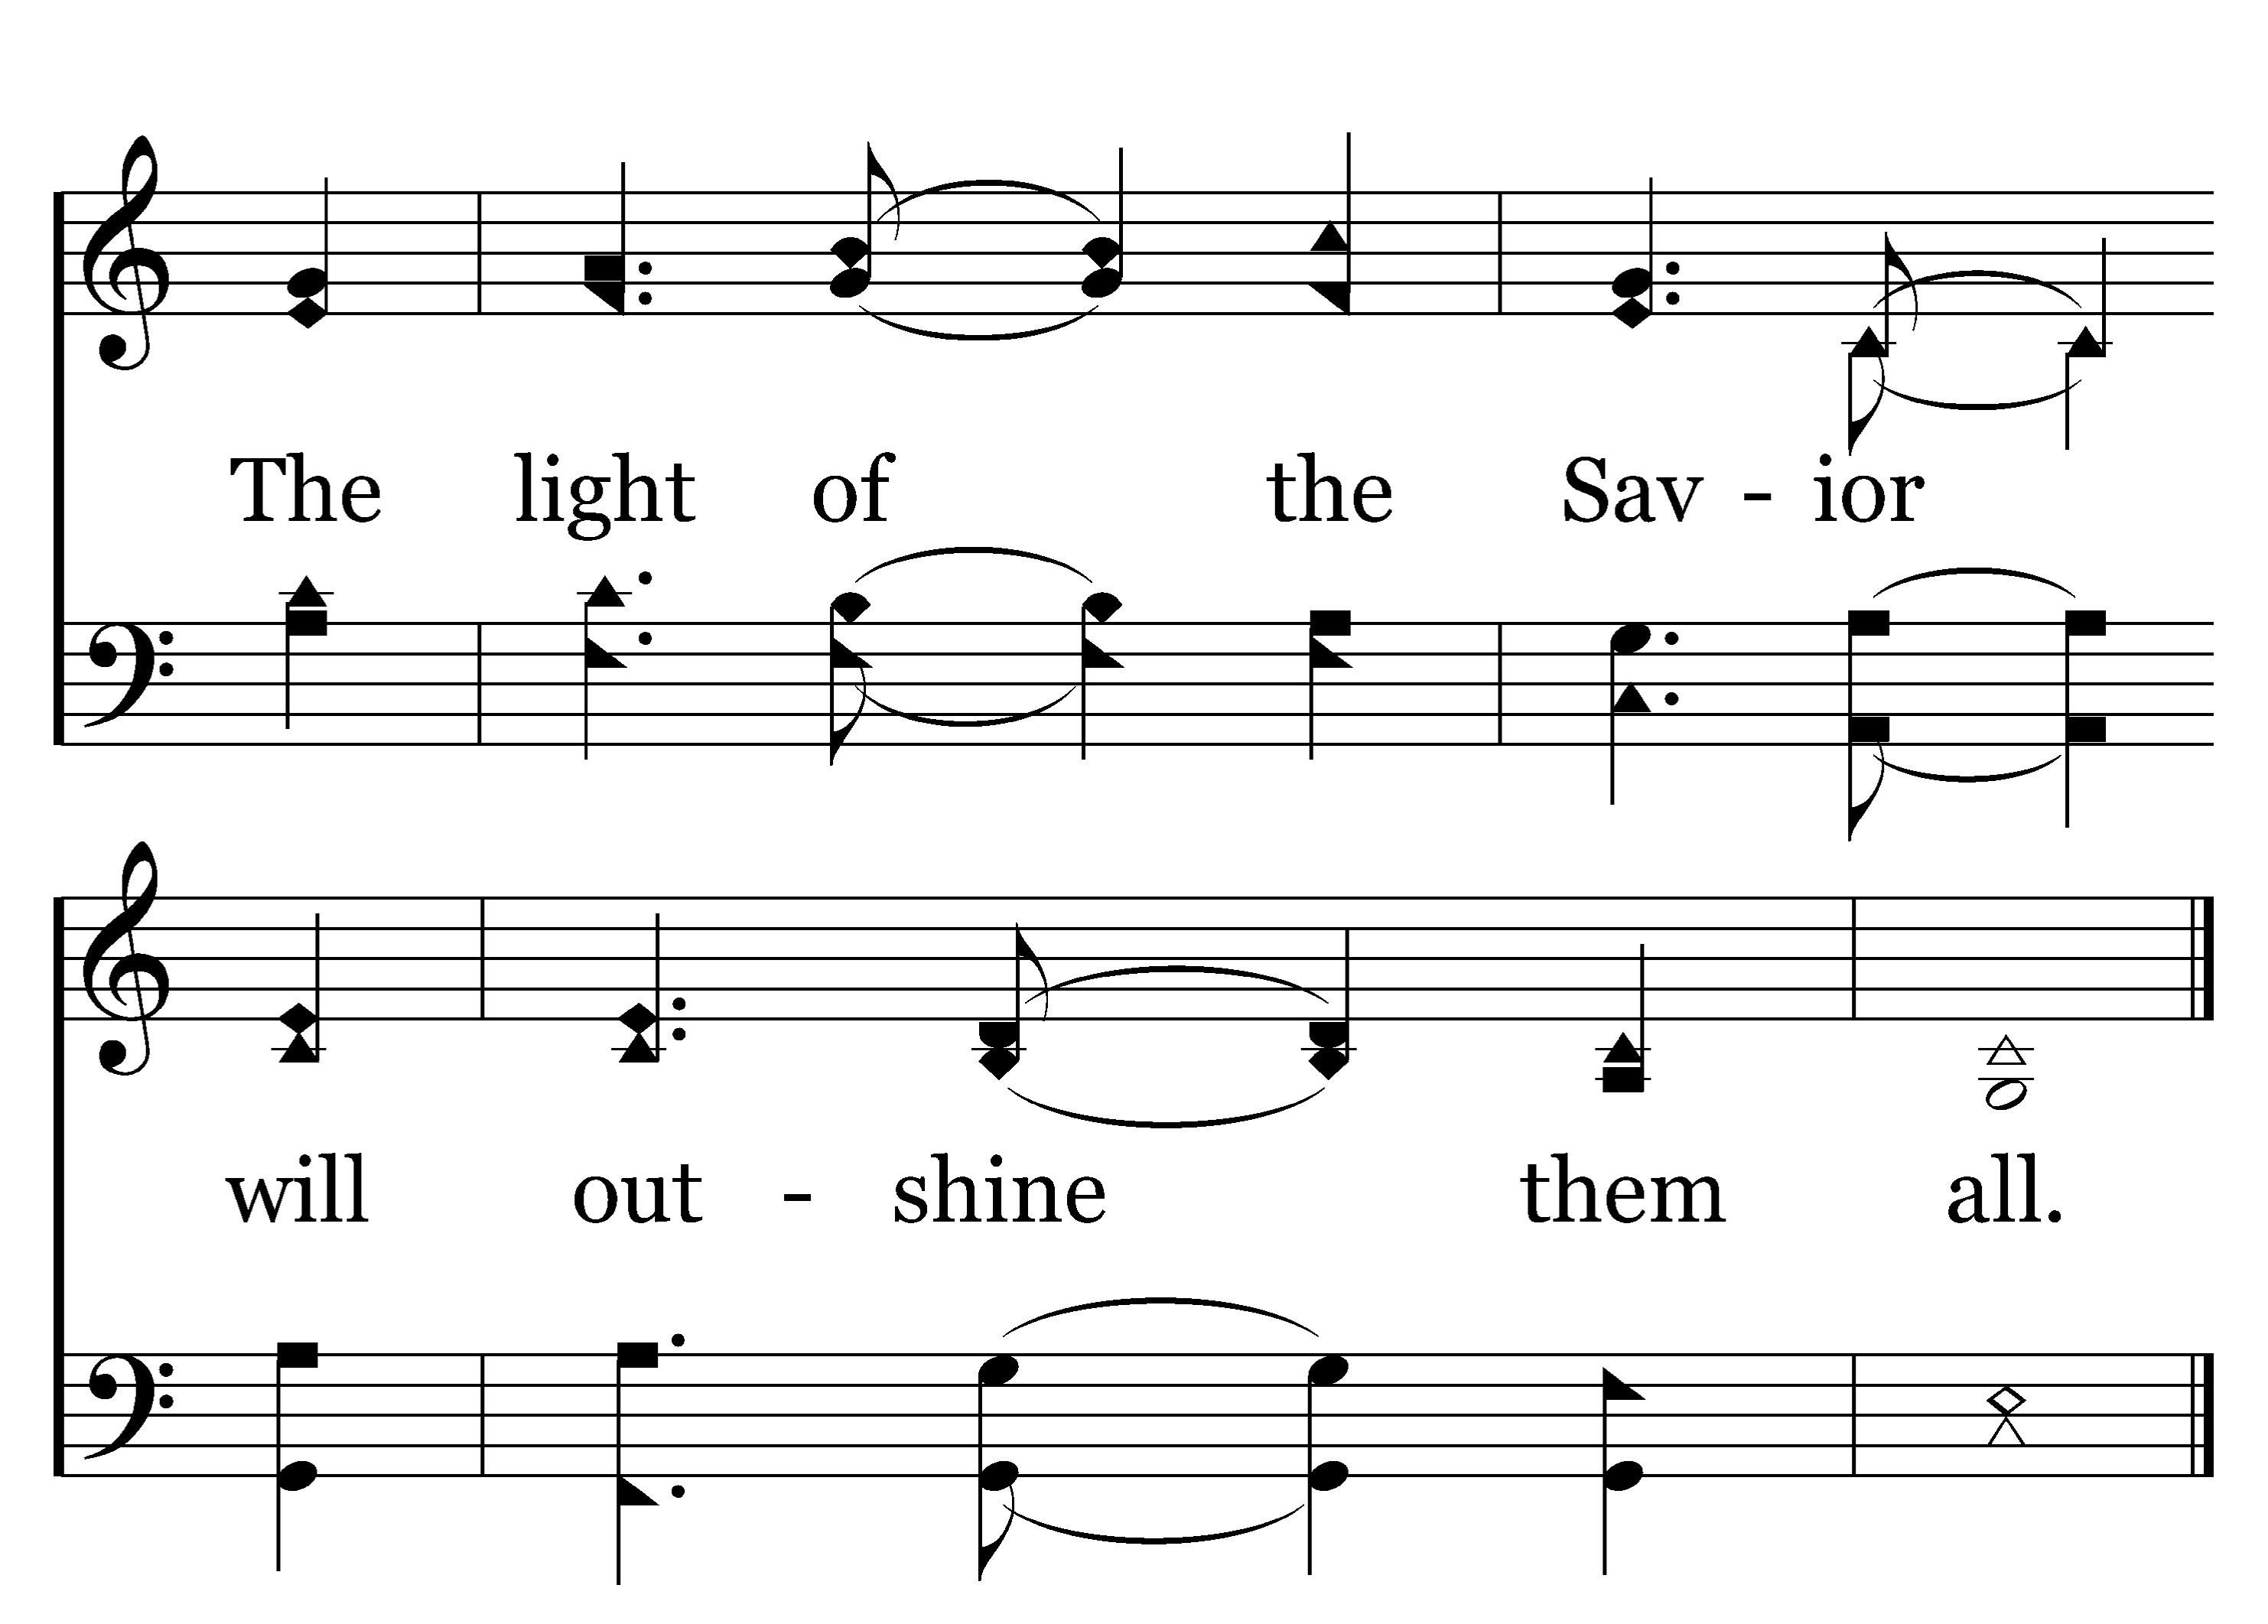 The light of the Sav - ior
will out - shine them all.